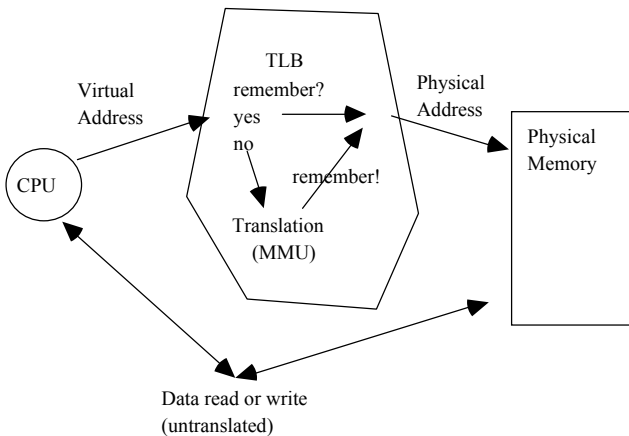 TLB
remember?
yes
no
remember!
Translation
(MMU)
Virtual
Address
Physical
Address
Physical
Memory
CPU
Data read or write
(untranslated)